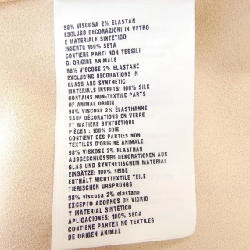 98% VISCOSA 2% ELASTAN
ESCLUSO DECORAZIONI IN VETRO
E MATERIALE SINTETICO
INSERTO 100% SETA
CONTIENE PARTI NON TESSILI
DI ORIGINE ANIMALE
98% VISCOSE 2% ELASTANE
EXCLUDING DECORATIONS IN
GLASS AND SYNTHETIC
MATERIALS INSERTS: 100% SILK
CONTAINS NON-TEXTILE PARTS
OF ANIMAL ORIGIN
98% VISCOSE 2% ELASTHANNE
SAUF DÉCORATIONS EN VERRE
ET MATIÈRE SYNTHÉTIQUE
PIÈCES: 100% SOIE
CONTIENT DES PARTIES NON
TEXTILES D'ORIGINE ANIMALE
98% VISKOSE 2% ELASTAN
AUSGESCHLOSSEN DEKORATIONEN AUS
GLAS UND SYNTHETISCHEM MATERIAL
EINSÄTZE: 100%
ENTHÄLT NICHTTEXTILE TEILE
TIERISCHEN URSPRUNGS
98% VISCOSA 2% ELASTAN
EXCEPTO ADORNOS DE VIDRIO
Y MATERIAL SINTETICO
APLICACIONES: 100% SEDA
CONTIENE PARTES NO TEXTILES
DE ORIGEN ANIMAL